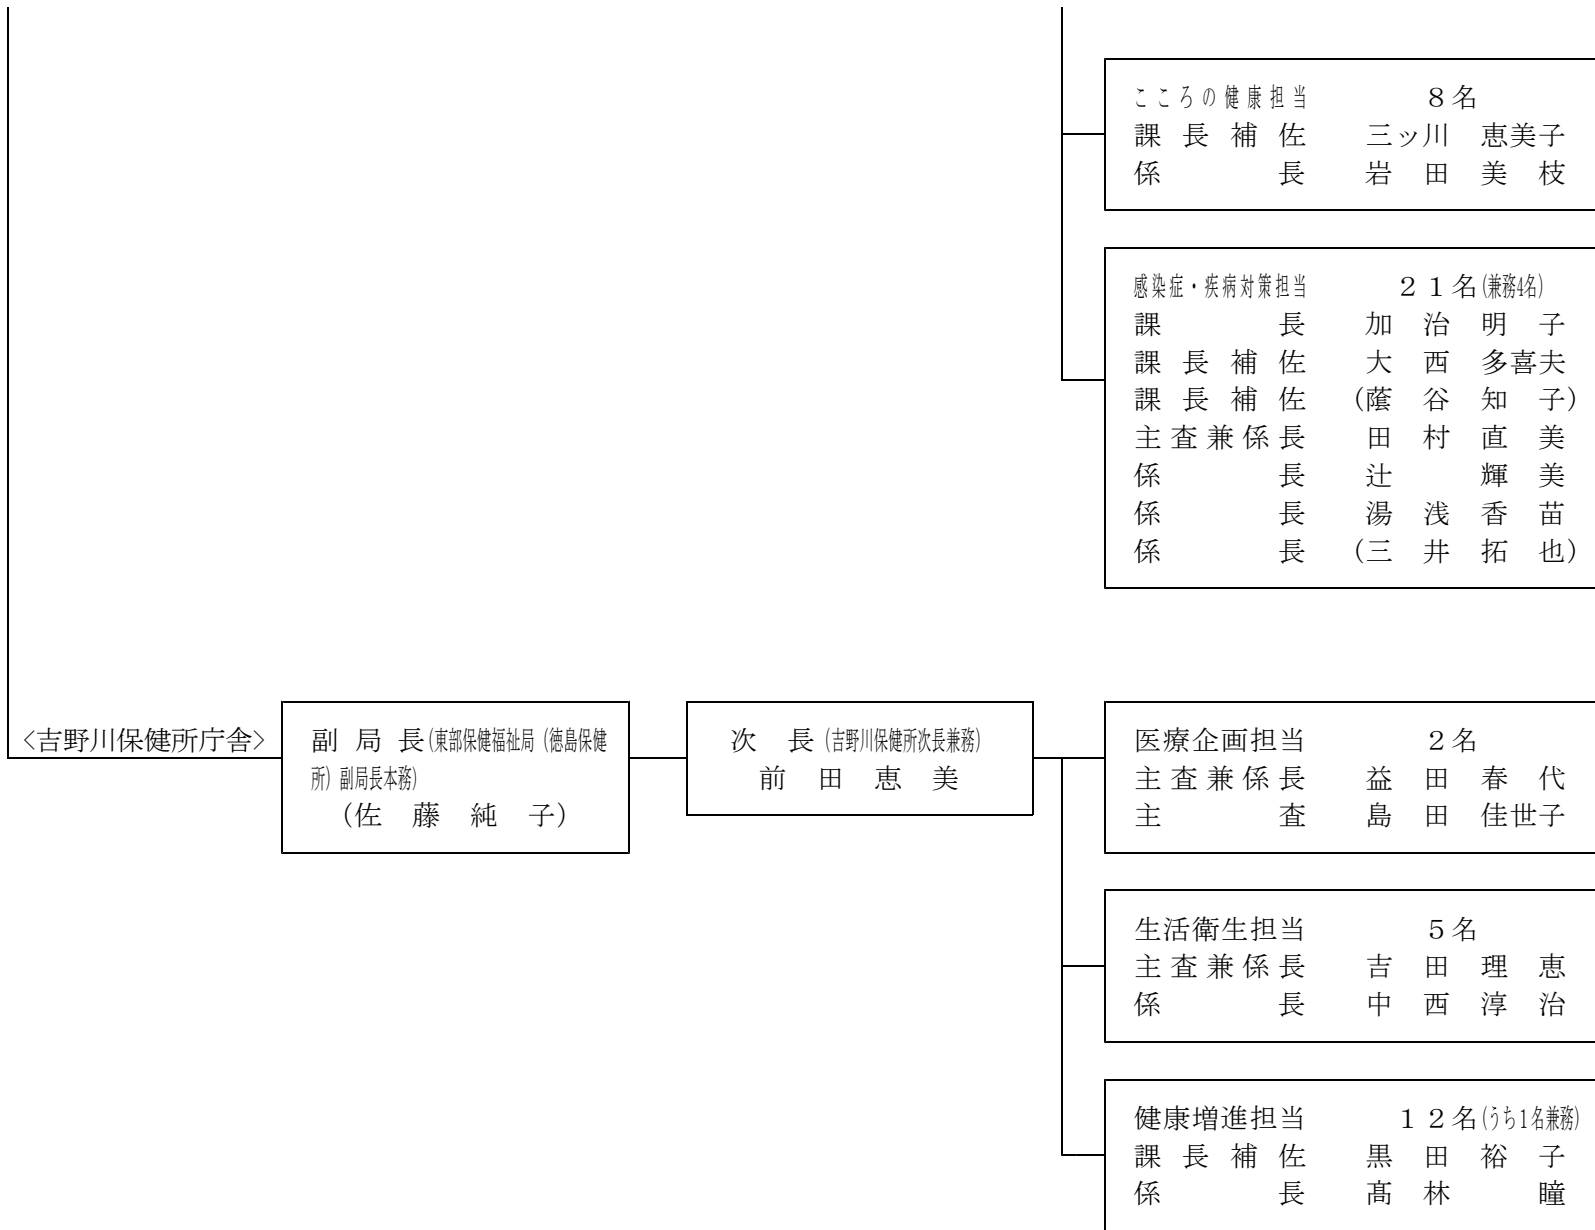 こころの健康担当 8名
課長補佐 三ッ川 恵美子
係長 岩田美枝
感染症・疾病対策担当 21名(兼務4名)
課長 加治明子
課長補佐 大西多喜夫
課長補佐 (蔭谷知子)
主査兼係長 田村直美
係長 辻輝美
係長 湯浅香苗
係長 (三井拓也)
<吉野川保健所庁舎>
副局長(東部保健福祉局(徳島保健
所)副局長本務)
(佐藤純子)
次長(吉野川保健所次長兼務)
前田恵美
医療企画担当 2名
主査兼係長 益田春代
主査 島田佳世子
生活衛生担当 5名
主査兼係長 吉田理恵
係長 中西淳治
健康増進担当 12名(うち1名兼務)
課長補佐 黒田裕子
係長 髙林瞳